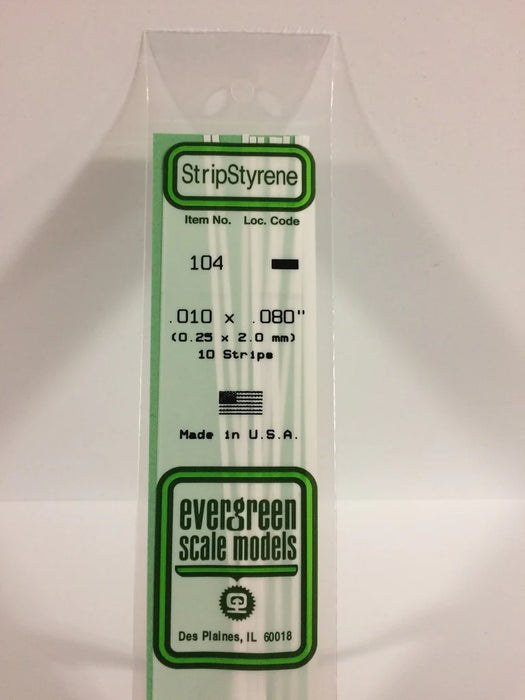 StripStyrene
Item No. Loc. Code
104
.010 x .080"
(0.25 x 2.0 mm)
10 Strips
Made in U.S.A.
evergreen
scale models
Des Plaines, IL 60018